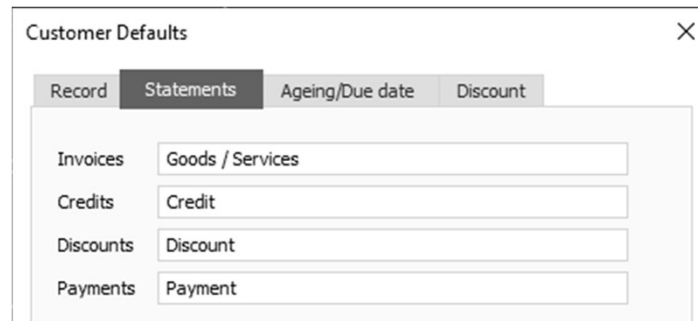 Customer Defaults
Record Statements Ageing/Due date Discount
Invoices Goods / Services
Credits Credit
Discounts Discount
Payments Payment